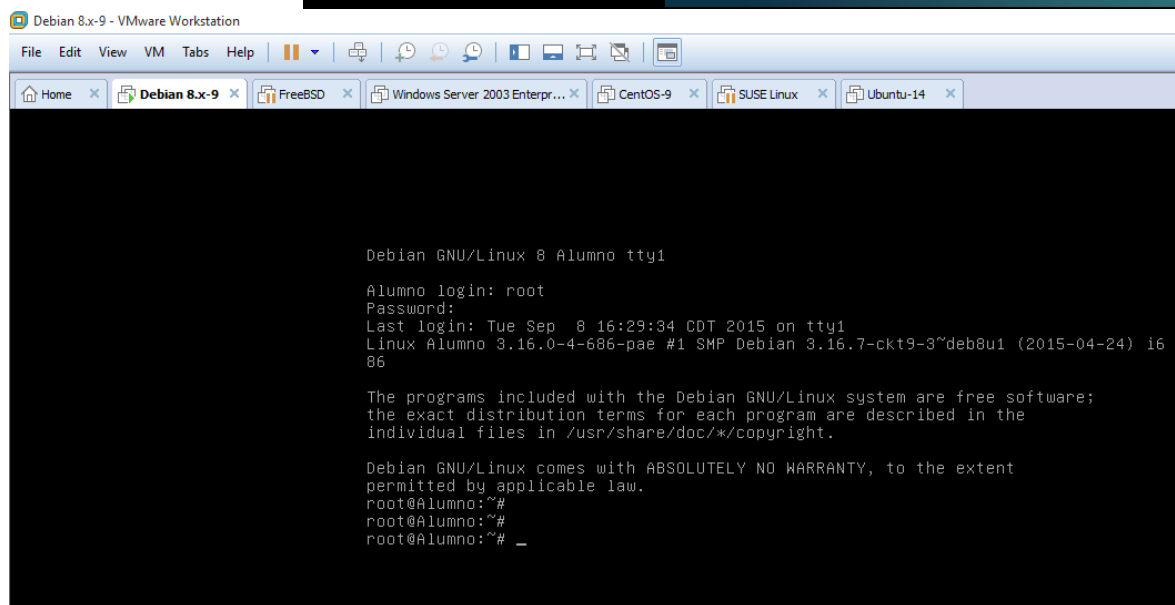 Debian 8.x-9 - VMware Workstation
File Edit View VM Tabs Help
Home Debian 8.x-9 FreeBSD Windows Server 2003 Enterpr... CentOS-9 SUSE Linux Ubuntu-14
Debian GNU/Linux 8 Alumno tty1
Alumno login: root
Password:
Last login: Tue Sep  8 16:29:34 CDT 2015 on tty1
Linux Alumno 3.16.0-4-686-pae #1 SMP Debian 3.16.7-ckt9-3~deb8u1 (2015-04-24) i6
86
The programs included with the Debian GNU/Linux system are free software;
the exact distribution terms for each program are described in the
individual files in /usr/share/doc/*/copyright.
Debian GNU/Linux comes with ABSOLUTELY NO WARRANTY, to the extent
permitted by applicable law.
root@Alumno:~#
root@Alumno:~#
root@Alumno:~# _